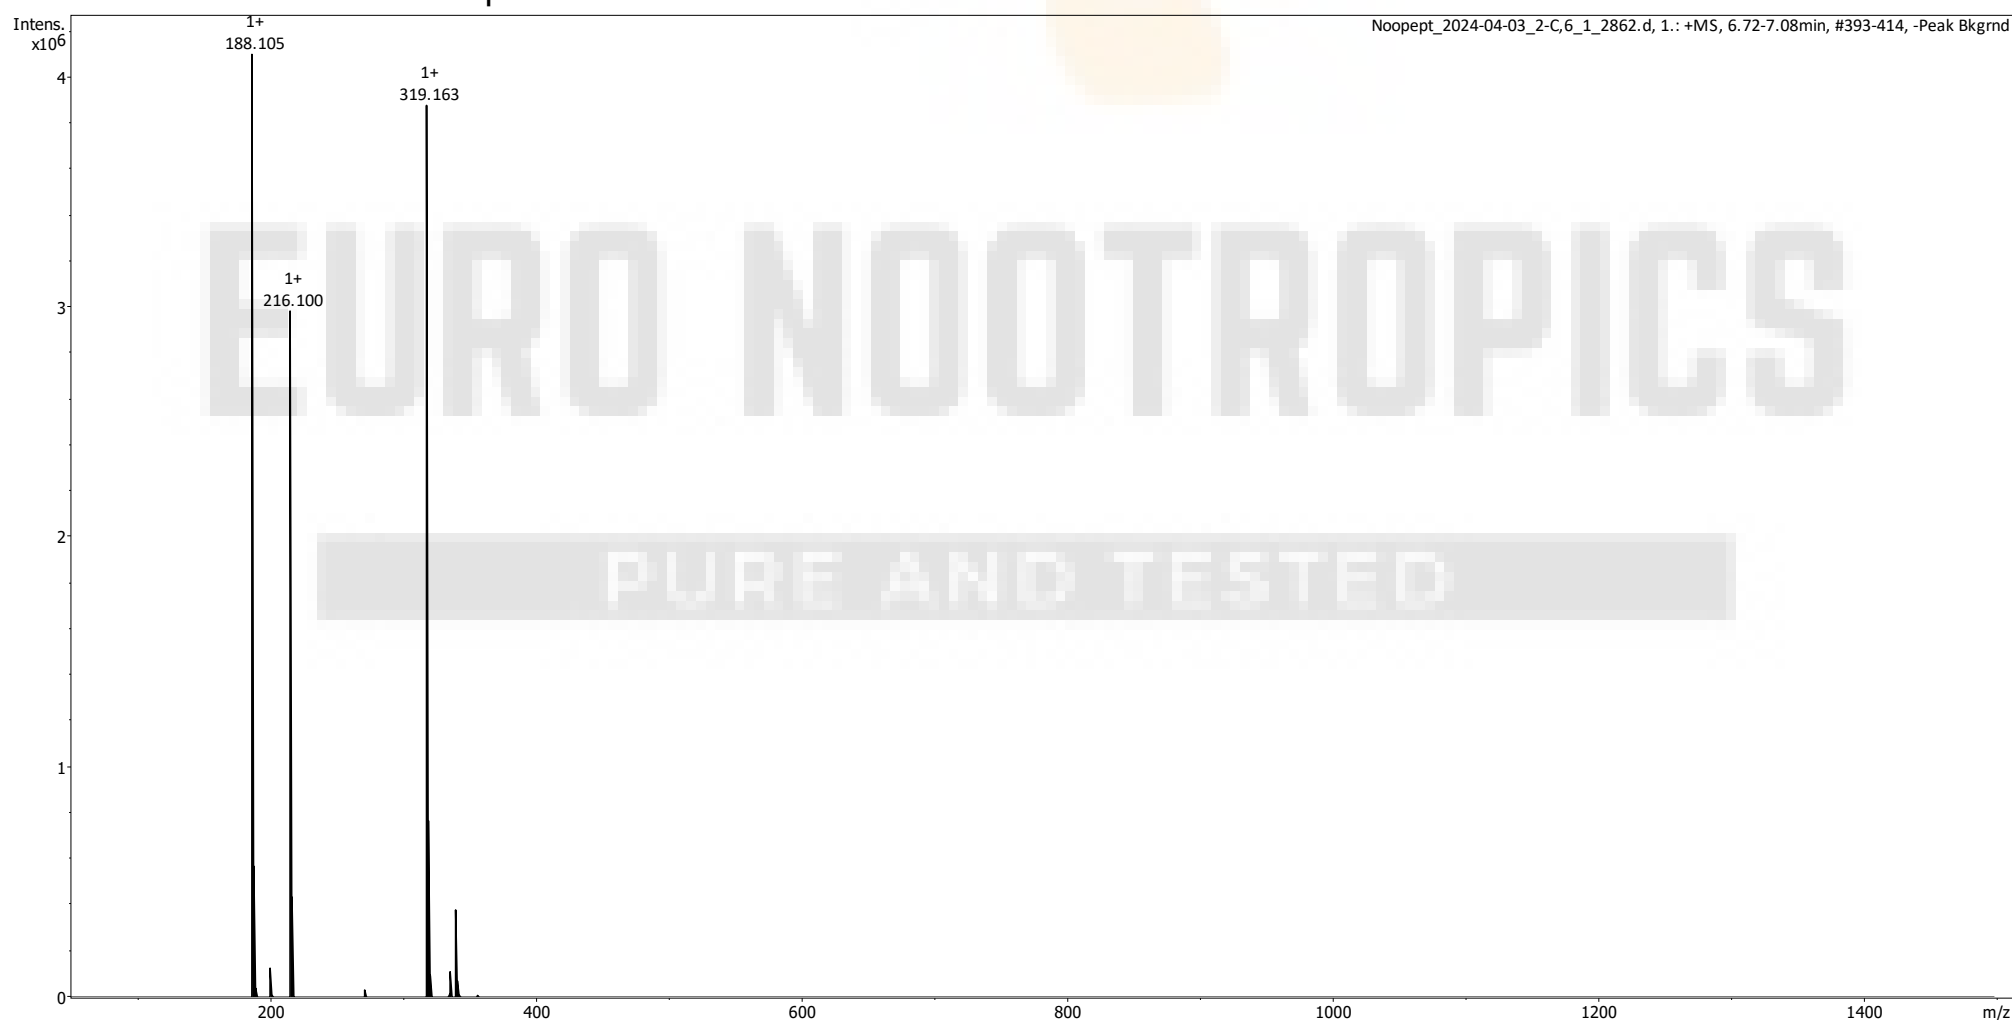 Intens.
x10⁶
Noopept_2024-04-03_2-C,6_1_2862.d, 1.: +MS, 6.72-7.08min, #393-414, -Peak Bkgrnd
1+
188.105
1+
319.163
4
1+
216.100
3
EURO NOOTROPICS
2
PURE AND TESTED
1
0
200 400 600 800 1000 1200 1400 m/z